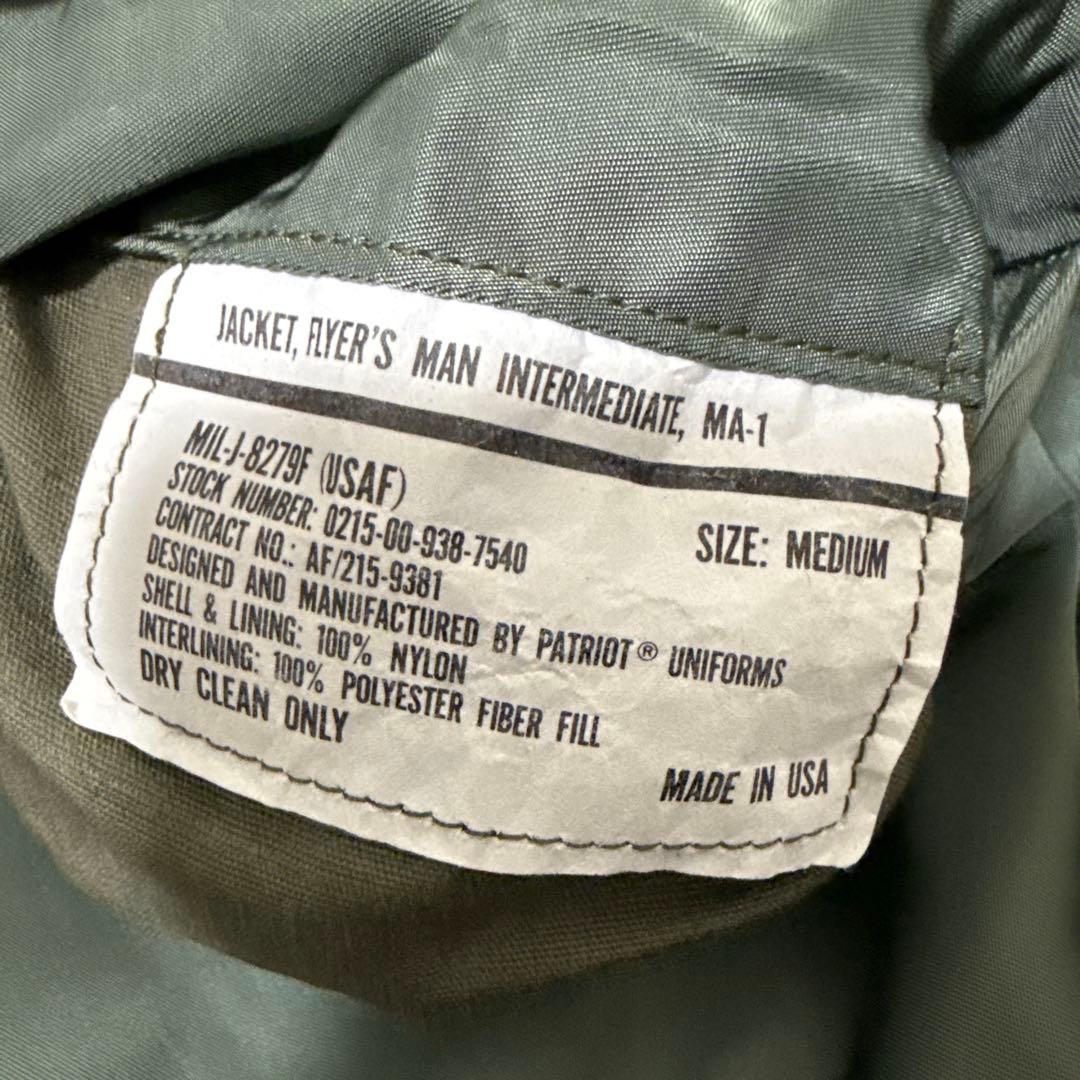 JACKET, FLYER'S MAN INTERMEDIATE, MA-1
MIL-J-8279F (USAF)
STOCK NUMBER: 0215-00-938-7540
SIZE: MEDIUM
CONTRACT NO.: AF/215-9381
DESIGNED AND MANUFACTURED BY PATRIOT® UNIFORMS
SHELL & LINING: 100% NYLON
INTERLINING: 100% POLYESTER FIBER FILL
DRY CLEAN ONLY
MADE IN USA